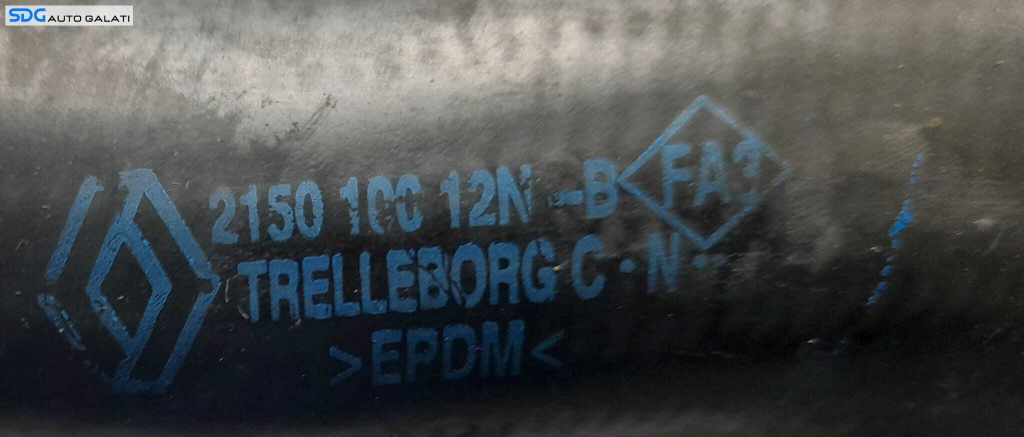 SDG AUTO GALATI
2150 100 12N --B FA3
TRELLEBORG C · N
>EPDM<